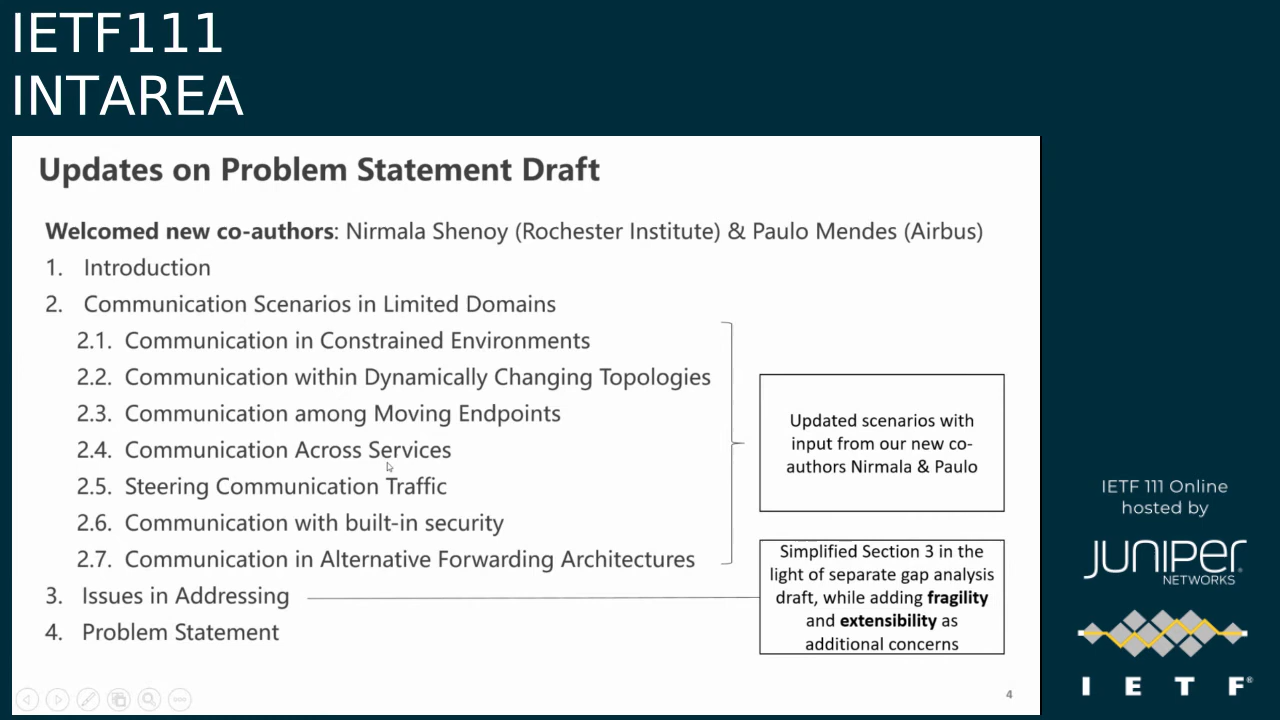 IETF111
INTAREA
Updates on Problem Statement Draft
Welcomed new co-authors: Nirmala Shenoy (Rochester Institute) & Paulo Mendes (Airbus)
1. Introduction
2. Communication Scenarios in Limited Domains
2.1. Communication in Constrained Environments
2.2. Communication within Dynamically Changing Topologies
2.3. Communication among Moving Endpoints
2.4. Communication Across Services
2.5. Steering Communication Traffic
2.6. Communication with built-in security
2.7. Communication in Alternative Forwarding Architectures
3. Issues in Addressing
4. Problem Statement
Updated scenarios with
input from our new co-
authors Nirmala & Paulo
Simplified Section 3 in the
light of separate gap analysis
draft, while adding fragility
and extensibility as
additional concerns
4
IETF 111 Online
hosted by
JUNIPER
NETWORKS
I E T F®